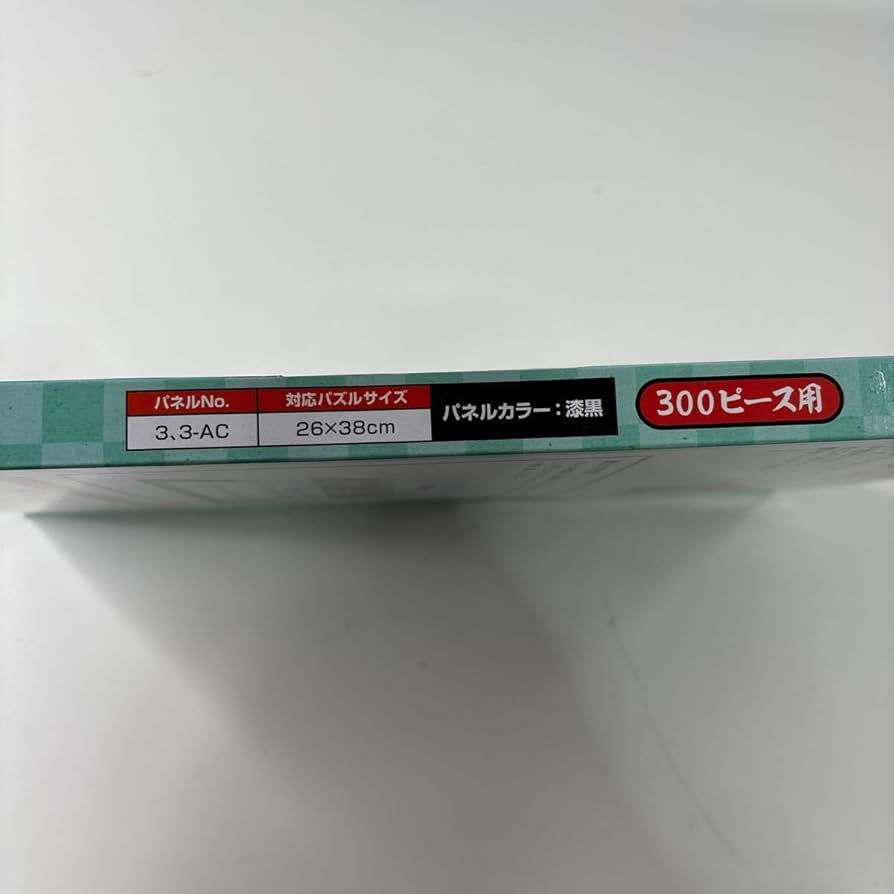 パネルNo.
3、3-AC
対応パズルサイズ
26×38cm
パネルカラー:漆黒
300ピース用